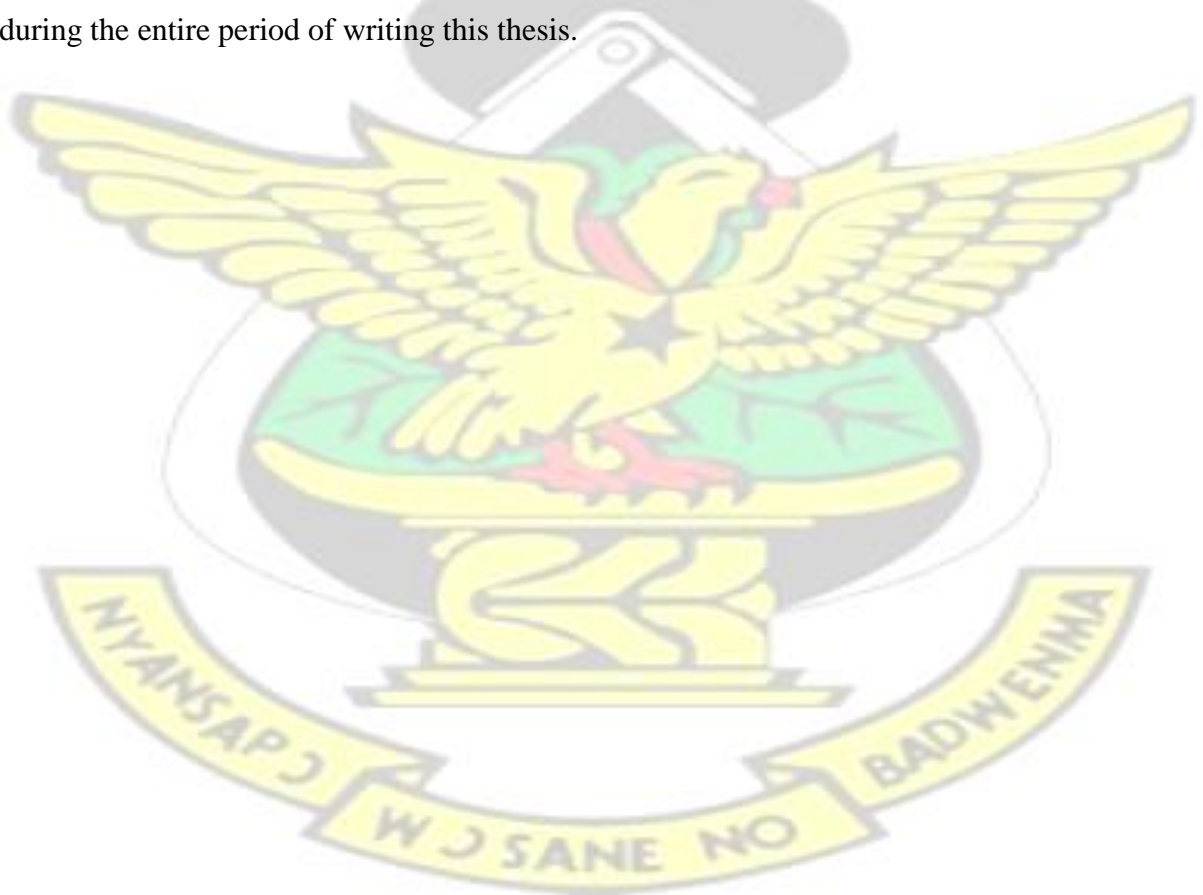 during the entire period of writing this thesis.
NYANSAPƆ
WƆSANE NO
BADWENMA